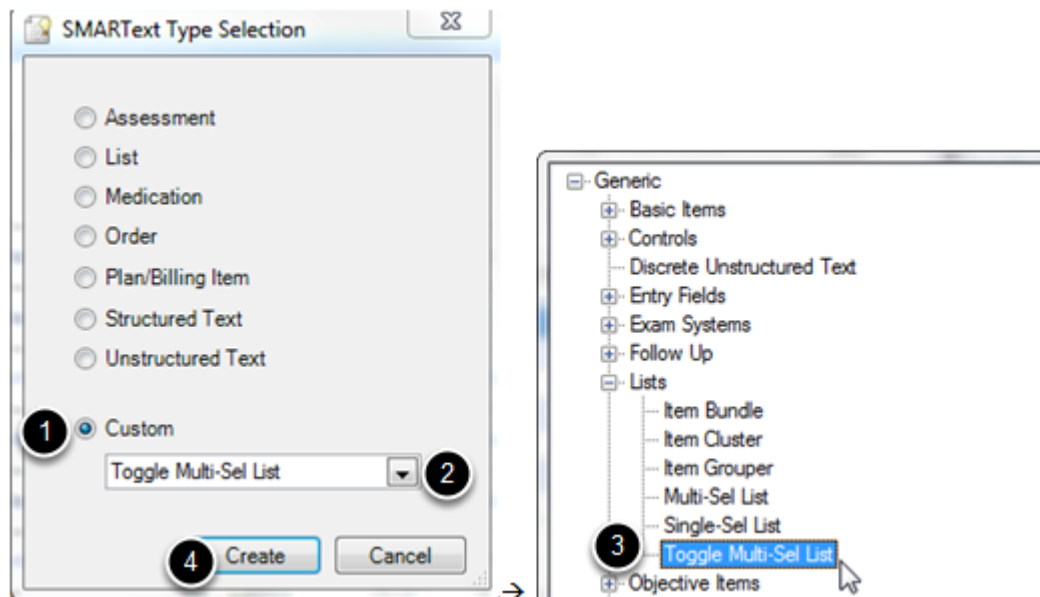 SMARText Type Selection
Assessment
List
Medication
Order
Plan/Billing Item
Structured Text
Unstructured Text
1
Custom
Toggle Multi-Sel List
2
4
Create
Cancel
→
Generic
Basic Items
Controls
Discrete Unstructured Text
Entry Fields
Exam Systems
Follow Up
Lists
Item Bundle
Item Cluster
Item Grouper
Multi-Sel List
Single-Sel List
3
Toggle Multi-Sel List
Objective Items